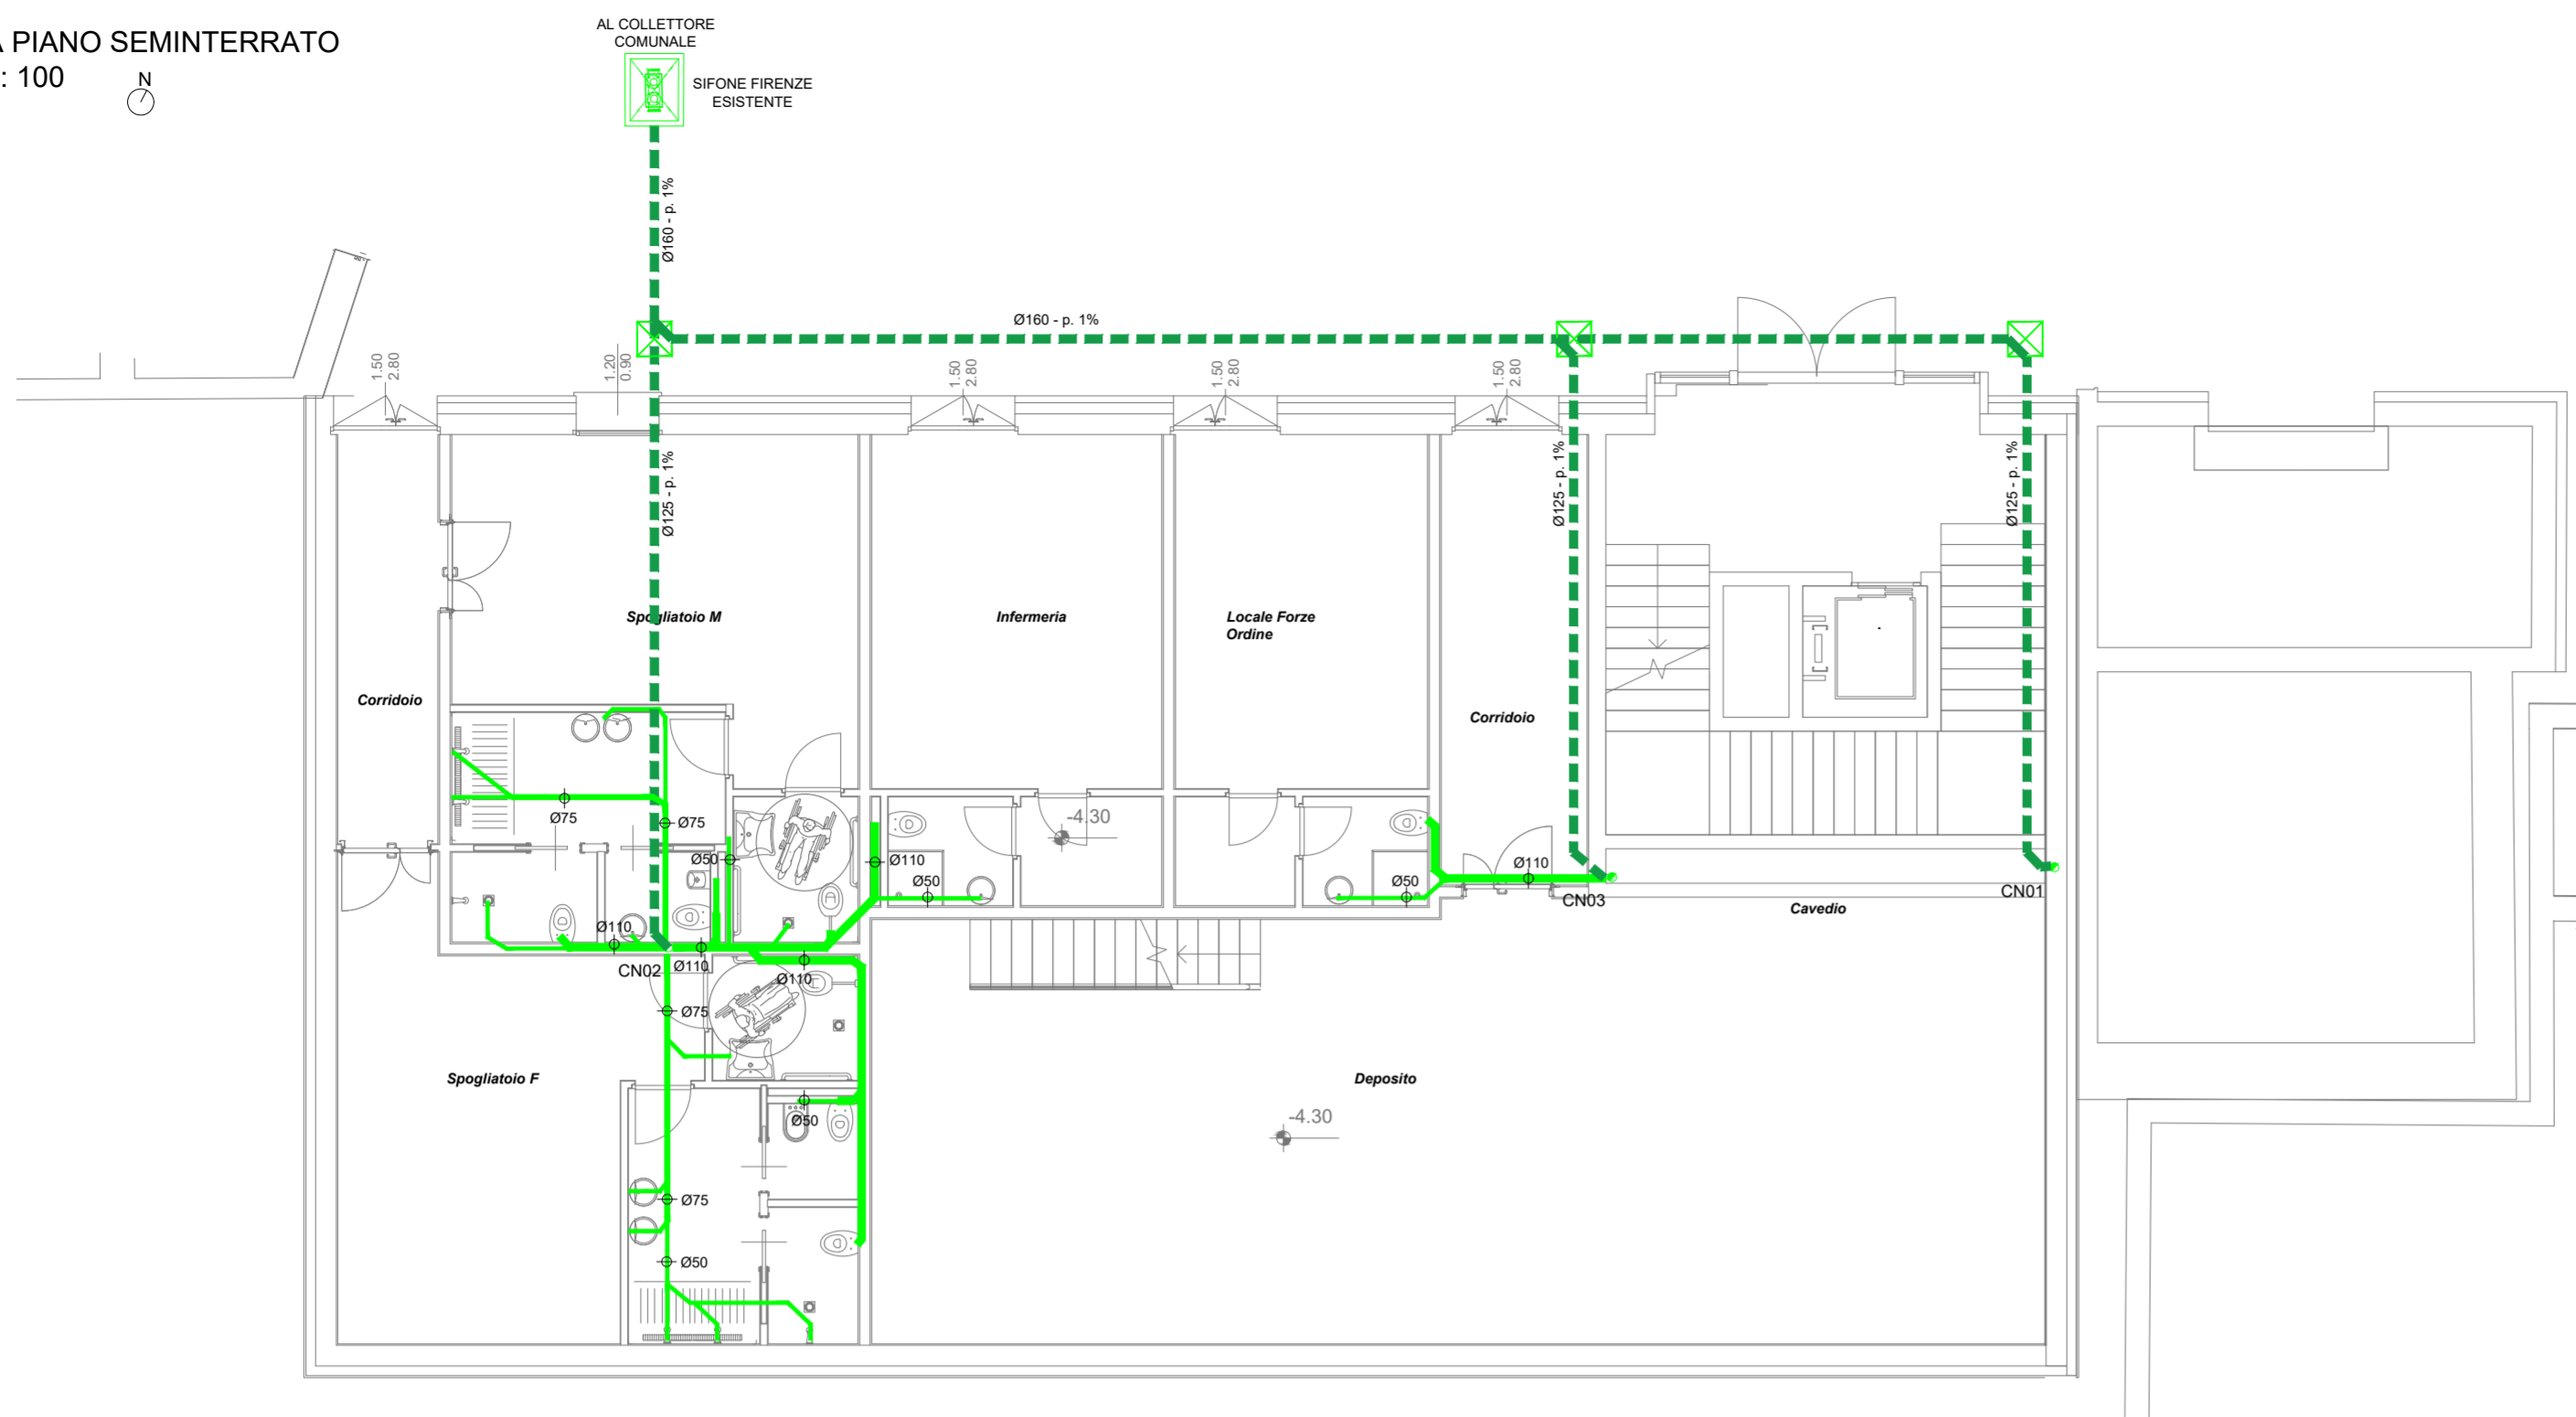 A PIANO SEMINTERRATO
: 100
N
AL COLLETTORE
COMUNALE
SIFONE FIRENZE
ESISTENTE
Ø160 - p. 1%
Ø160 - p. 1%
1.50
2.80
1.20
0.90
1.50
2.80
1.50
2.80
1.50
2.80
Ø125 - p. 1%
Ø125 - p. 1%
Ø125 - p. 1%
Spogliatoio M
Infermeria
Locale Forze
Ordine
Corridoio
Corridoio
Ø75
Ø75
-4.30
Ø50
Ø110
Ø50
Ø110
Ø50
CN03
CN01
Cavedio
Ø110
CN02
Ø110
Ø110
Ø75
Spogliatoio F
Deposito
Ø50
-4.30
Ø75
Ø50